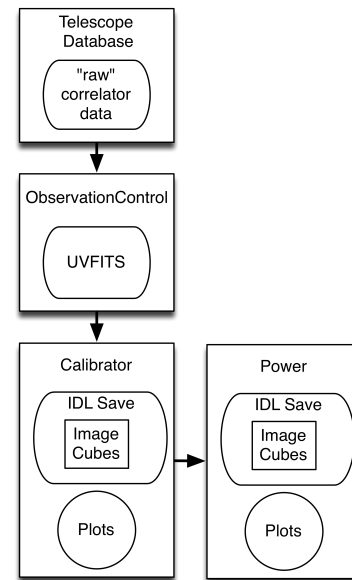 Telescope
Database
"raw"
correlator
data
ObservationControl
UVFITS
Calibrator
IDL Save
Image
Cubes
Plots
Power
IDL Save
Image
Cubes
Plots